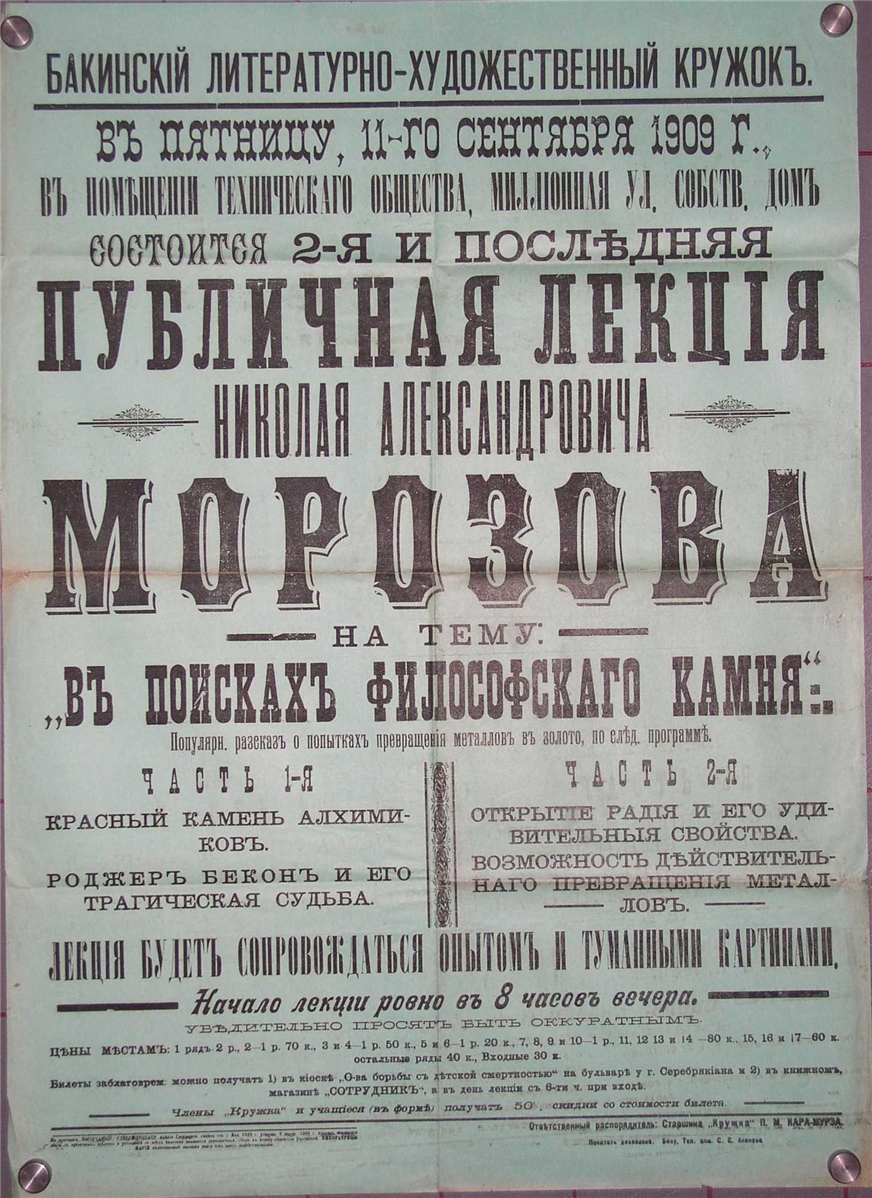 БАКИНСКІЙ ЛИТЕРАТУРНО-ХУДОЖЕСТВЕННЫЙ КРУЖОКЪ.
ВЪ ПЯТНИЦУ, 11-ГО СЕНТЯБРЯ 1909 Г.,
ВЪ ПОМѢЩЕНІИ ТЕХНИЧЕСКАГО ОБЩЕСТВА, МИЛЛІОННАЯ УЛ. СОБСТВ. ДОМЪ
СОСТОИТСЯ 2-Я И ПОСЛѢДНЯЯ
ПУБЛИЧНАЯ ЛЕКЦІЯ
НИКОЛАЯ АЛЕКСАНДРОВИЧА
МОРОЗОВА
НА ТЕМУ:
„ВЪ ПОИСКАХЪ ФИЛОСОФСКАГО КАМНЯ“:.
Популярн. разсказъ о попыткахъ превращенія металловъ въ золото, по слѣд. программѣ.
ЧАСТЬ 1-Я
КРАСНЫЙ КАМЕНЬ АЛХИМИ-
КОВЪ.
РОДЖЕРЪ БЕКОНЪ И ЕГО
ТРАГИЧЕСКАЯ СУДЬБА.
ЧАСТЬ 2-Я
ОТКРЫТІЕ РАДІЯ И ЕГО УДИ-
ВИТЕЛЬНЫЯ СВОЙСТВА.
ВОЗМОЖНОСТЬ ДѢЙСТВИТЕЛЬ-
НАГО ПРЕВРАЩЕНІЯ МЕТАЛ-
ЛОВЪ.
ЛЕКЦІЯ БУДЕТЪ СОПРОВОЖДАТЬСЯ ОПЫТОМЪ И ТУМАННЫМИ КАРТИНАМИ.
Начало лекціи ровно въ 8 часовъ вечера.
УБѢДИТЕЛЬНО ПРОСЯТЪ БЫТЬ ОККУРАТНЫМЪ.
ЦѢНЫ МѢСТАМЪ: 1 рядъ 2 р., 2—1 р. 70 к., 3 и 4—1 р. 50 к., 5 и 6—1 р. 20 к., 7, 8, 9 и 10—1 р., 11, 12 13 и 14 —80 к., 15, 16 и 17—60 к.
остальные ряды 40 к., Входные 30 к.
Билеты заблаговрем: можно получать 1) въ кіоскѣ „О-ва борьбы съ дѣтской смертностью“ на бульварѣ у г. Серебрякіана и 2) въ книжном,
магазинѣ „СОТРУДНИКЪ“, а въ день лекціи съ 6-ти ч. при входѣ.
Члены „Кружка“ и учащіеся (въ формѣ) получатъ 50%, скидки со стоимости билета.
Отвѣтственный распорядитель: Старшина „Кружка“ П. М. КАРА-МУРЗА.
Печатать дозволено. Баку, Тип.